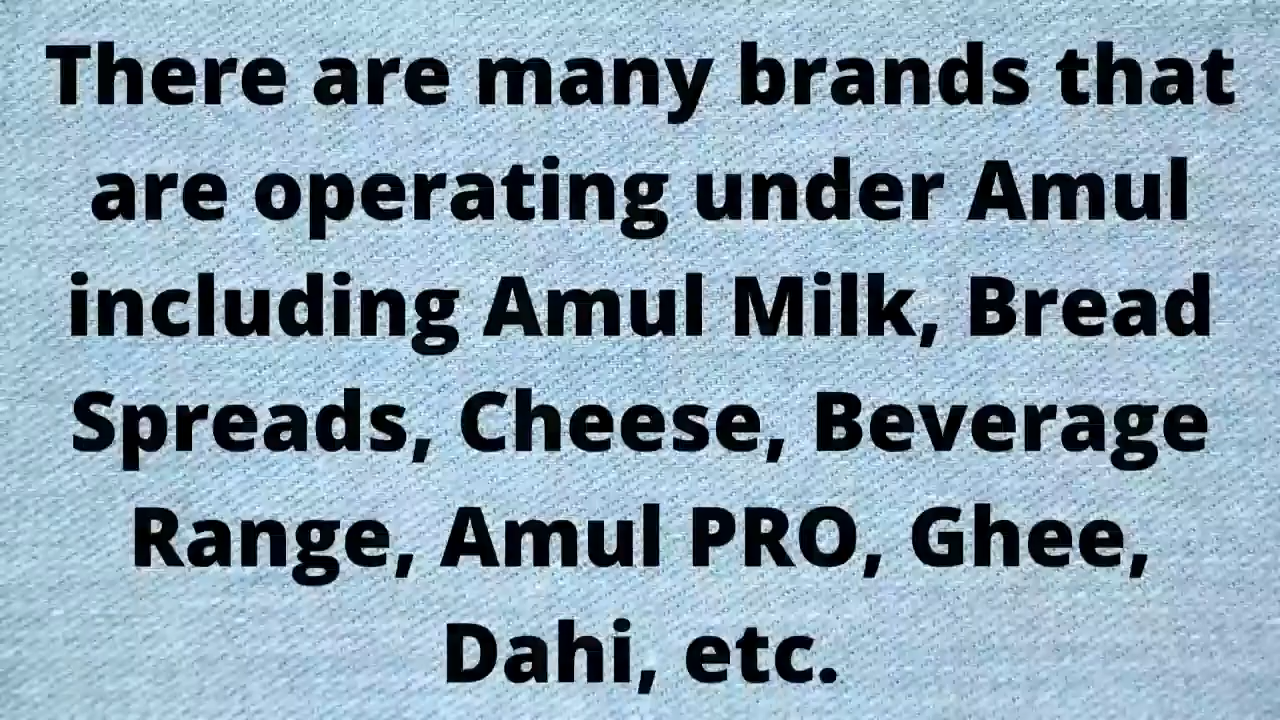 There are many brands that
are operating under Amul
including Amul Milk, Bread
Spreads, Cheese, Beverage
Range, Amul PRO, Ghee,
Dahi, etc.